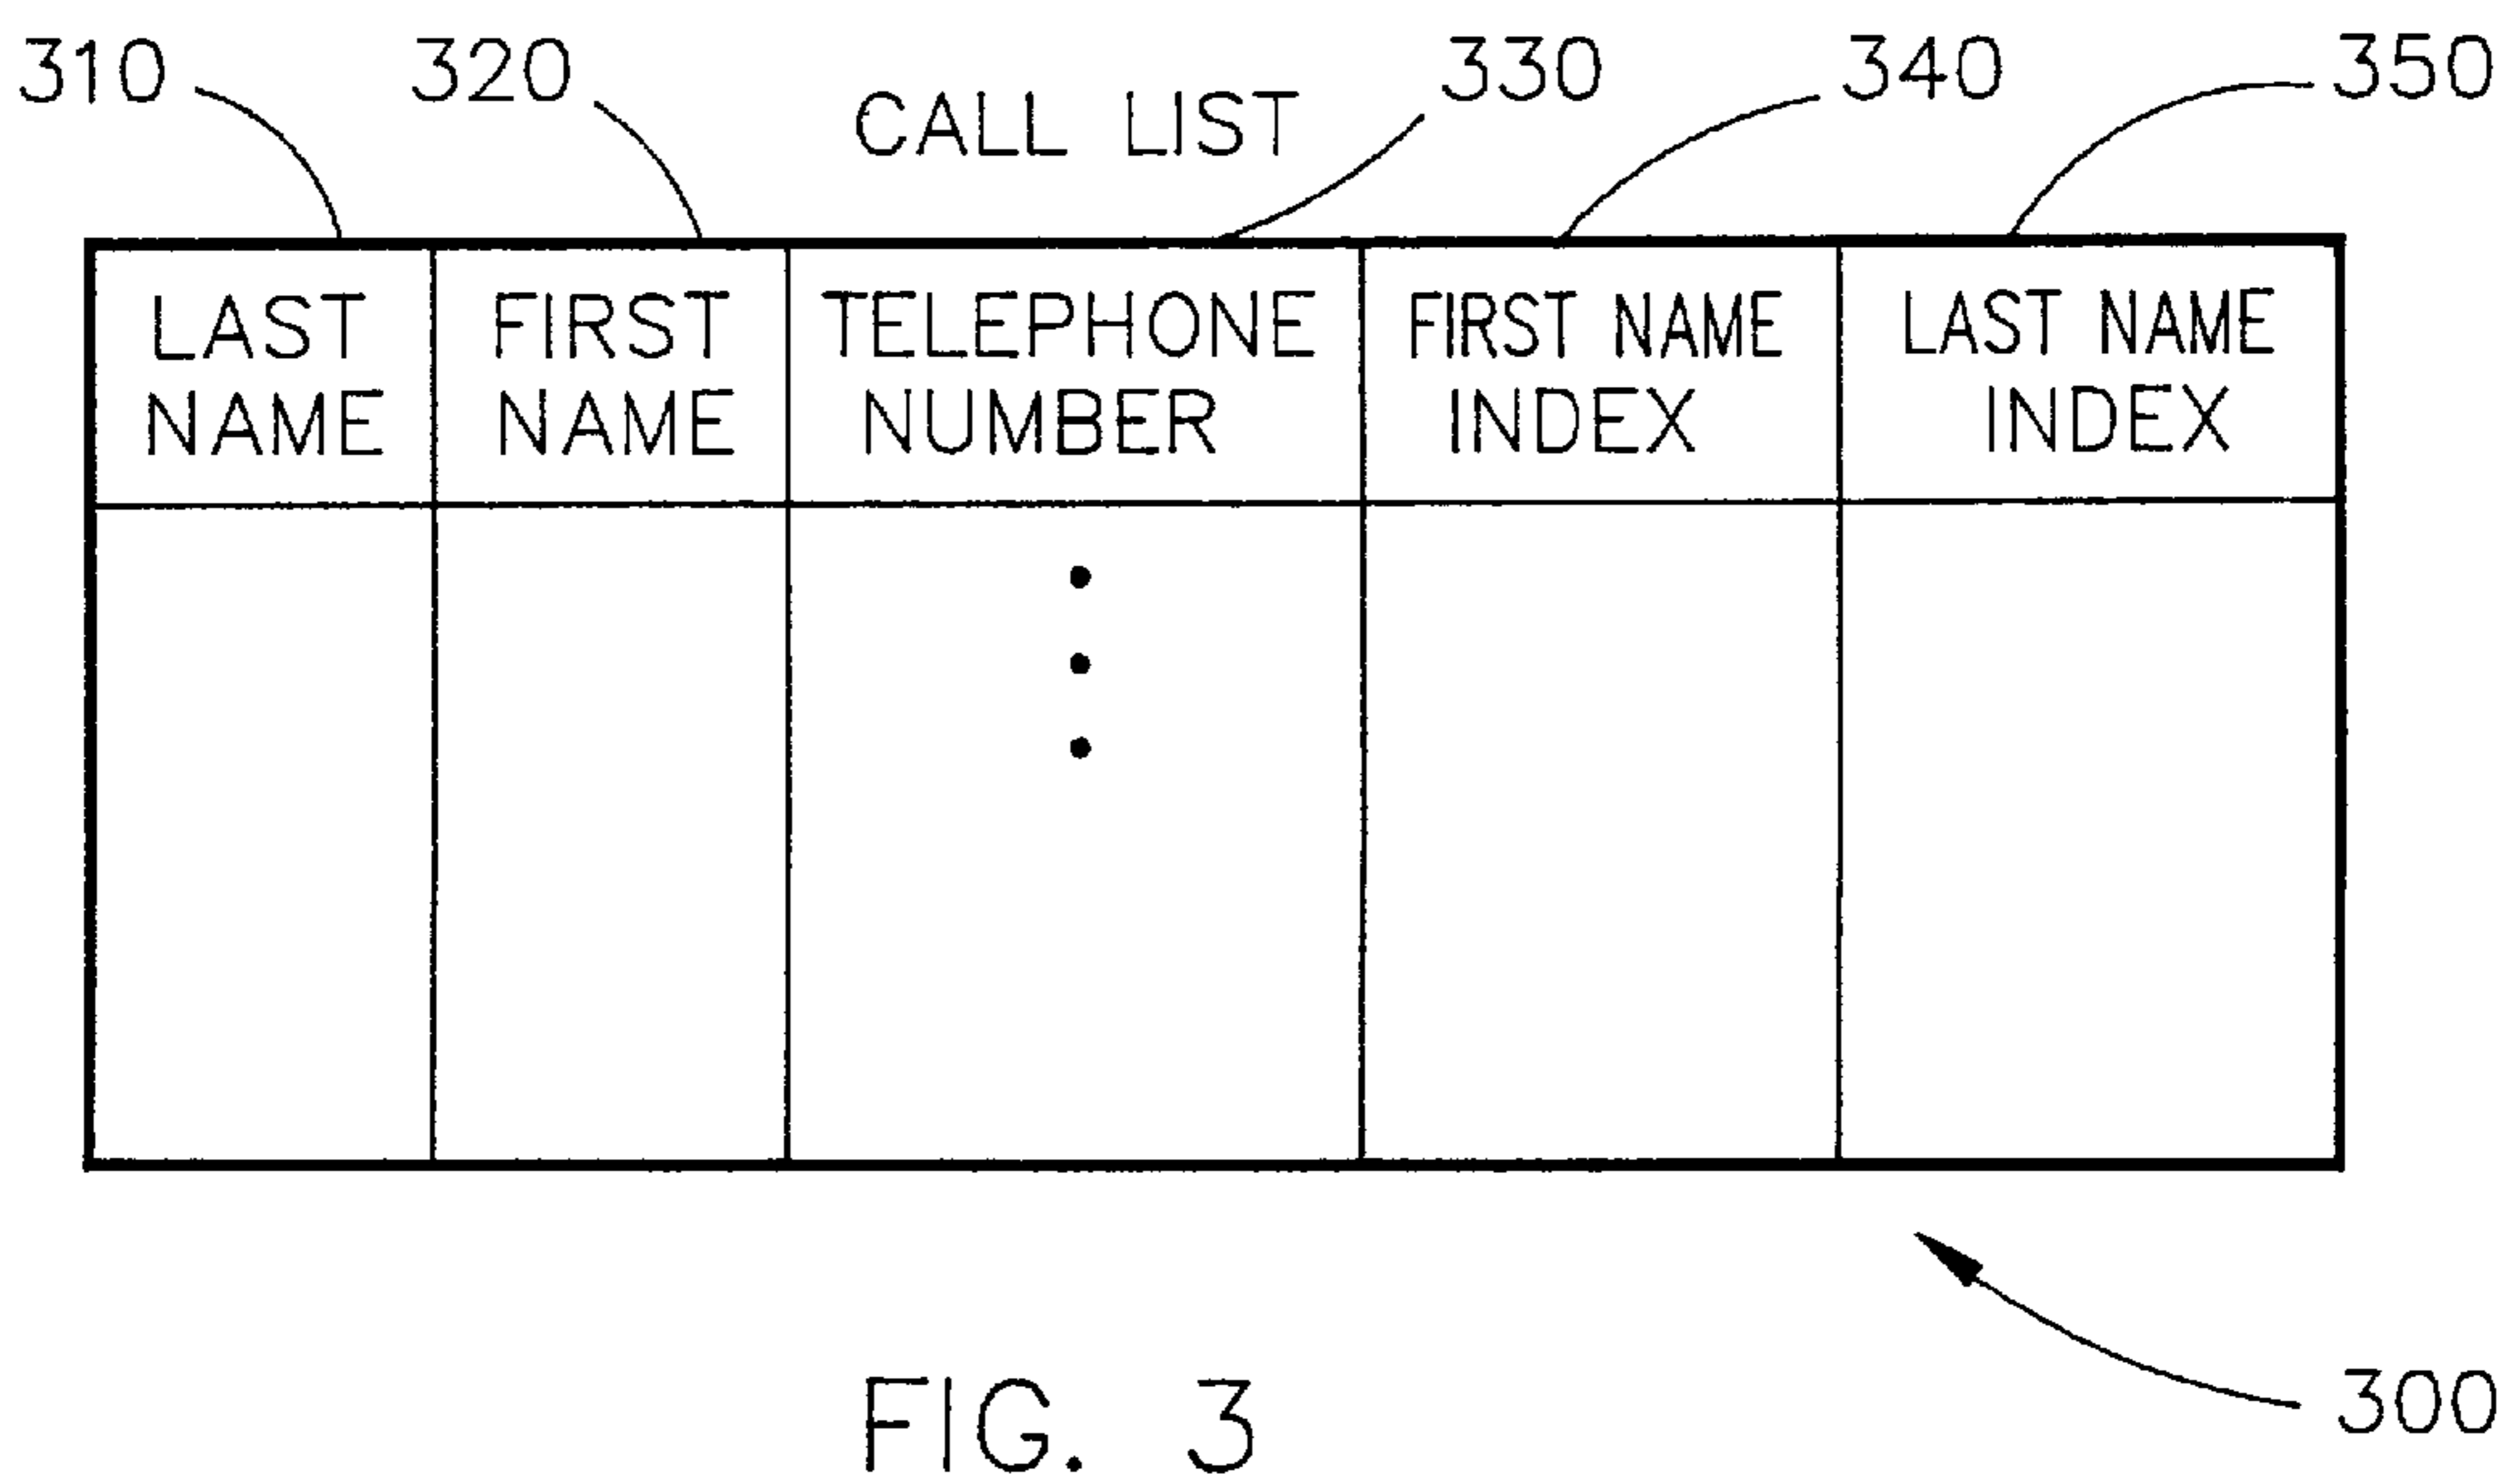 310 320 330 340 350
CALL LIST
LAST NAME
FIRST NAME
TELEPHONE NUMBER
FIRST NAME INDEX
LAST NAME INDEX
300
FIG. 3